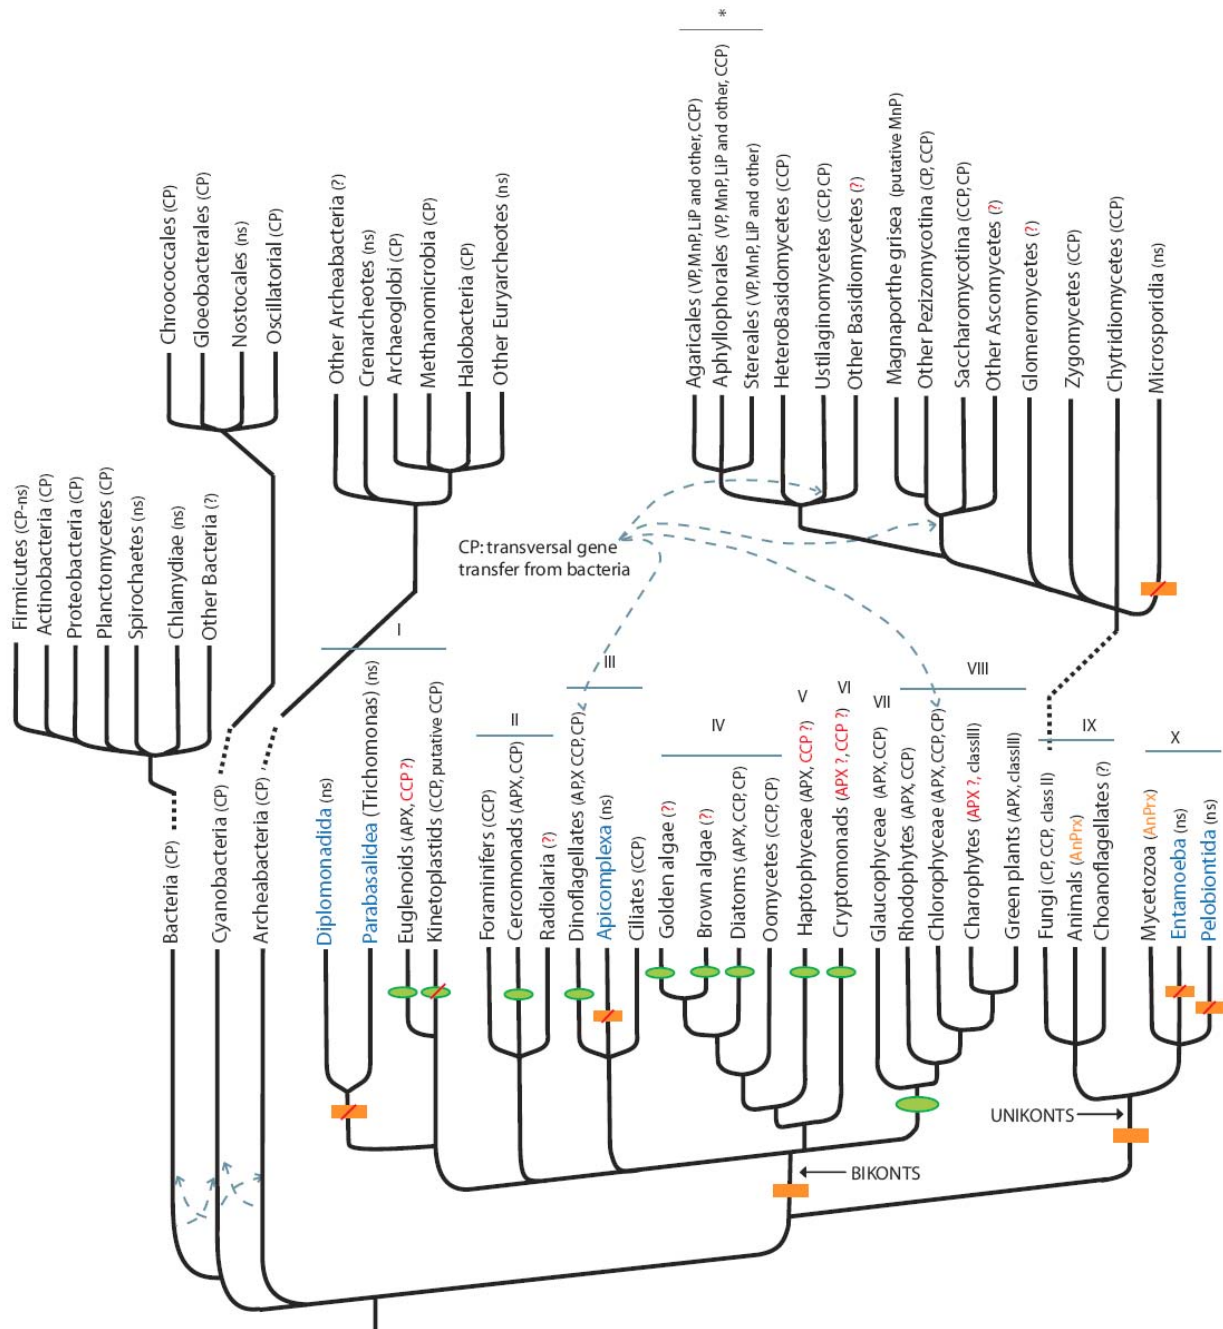 *
Agaricales (VP, MnP, LiP and other, CCP)
Aphyllophorales (VP, MnP, LiP and other, CCP)
Stereales (VP, MnP, LiP and other)
HeteroBasidomycetes (CCP)
Ustilaginomycetes (CCP, CP)
Other Basidiomycetes (?)
Magnaporthe grisea (putative MnP)
Other Pezizomycotina (CP, CCP)
Saccharomycotina (CCP, CP)
Other Ascomycetes (?)
Glomeromycetes (?)
Zygomycetes (CCP)
Chytridiomycetes (CCP)
Microsporidia (ns)
Chroococcales (CP)
Gloeobacterales (CP)
Nostocales (ns)
Oscillatorial (CP)
Other Archeabacteria (?)
Crenarcheotes (ns)
Archaeoglobi (CP)
Methanomicrobia (CP)
Halobacteria (CP)
Other Euryarcheotes (ns)
Firmicutes (CP-ns)
Actinobacteria (CP)
Proteobacteria (CP)
Planctomycetes (CP)
Spirochaetes (ns)
Chlamydiae (ns)
Other Bacteria (?)
CP: transversal gene
transfer from bacteria
I
II
III
IV
V
VI
VII
VIII
IX
X
Bacteria (CP)
Cyanobacteria (CP)
Archeabacteria (CP)
Diplomonadida (ns)
Parabasalidea (Trichomonas) (ns)
Euglenoids (APX, CCP ?)
Kinetoplastids (CCP, putative CCP)
Foraminifers (CCP)
Cercomonads (APX, CCP)
Radiolaria (?)
Dinoflagellates (APX, CCP, CP)
Apicomplexa (ns)
Ciliates (CCP)
Golden algae (?)
Brown algae (?)
Diatoms (APX, CCP, CP)
Oomycetes (CCP, CP)
Haptophyceae (APX, CCP ?)
Cryptomonads (APX ?, CCP ?)
Glaucophyceae (APX, CCP)
Rhodophytes (APX, CCP)
Chlorophyceae (APX, CCP, CP)
Charophytes (APX ?, classIII)
Green plants (APX, classIII)
Fungi (CP, CCP, class II)
Animals (AnPrx)
Choanoflagellates (?)
Mycetozoa (AnPrx)
Entamoeba (ns)
Pelobiontida (ns)
UNIKONTS
BIKONTS